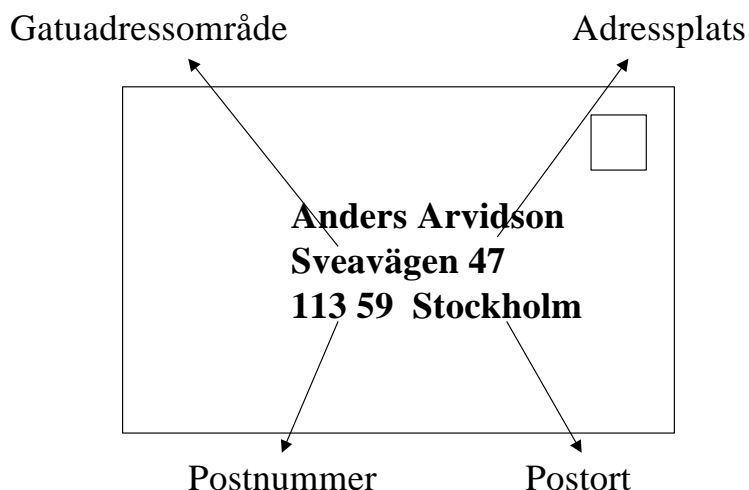 Gatuadressområde
Adressplats
Anders Arvidson
Sveavägen 47
113 59 Stockholm
Postnummer
Postort